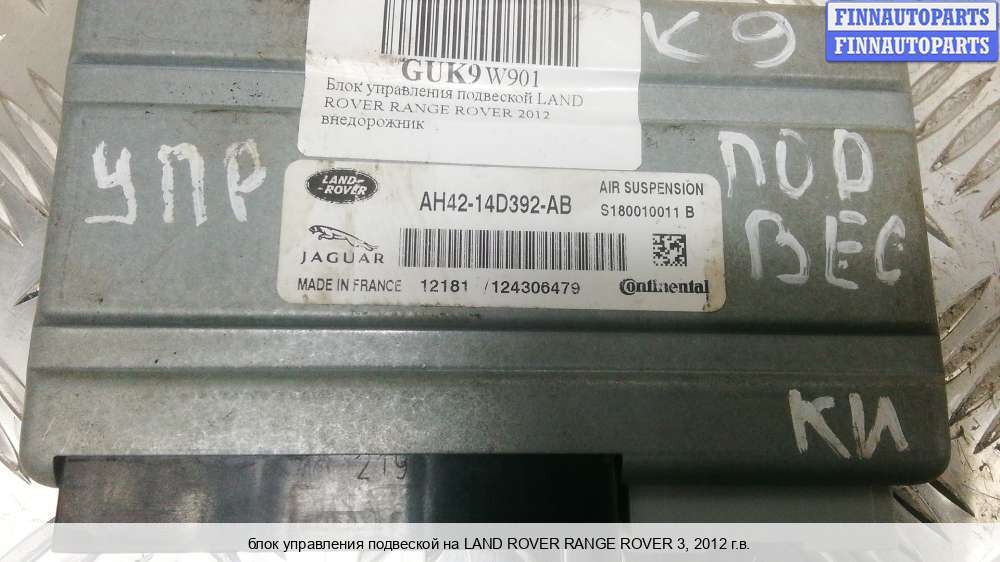 FINNAUTOPARTS
FINNAUTOPARTS
K9
GUK9 W901
Блок управления подвеской LAND
ROVER RANGE ROVER 2012
внедорожник
УПР
ПОД
ВЕС
КИ
LAND-
ROVER
JAGUAR
AH42-14D392-AB
AIR SUSPENSION
S180010011 B
MADE IN FRANCE 12181 /124306479 Continental
219
блок управления подвеской на LAND ROVER RANGE ROVER 3, 2012 г.в.